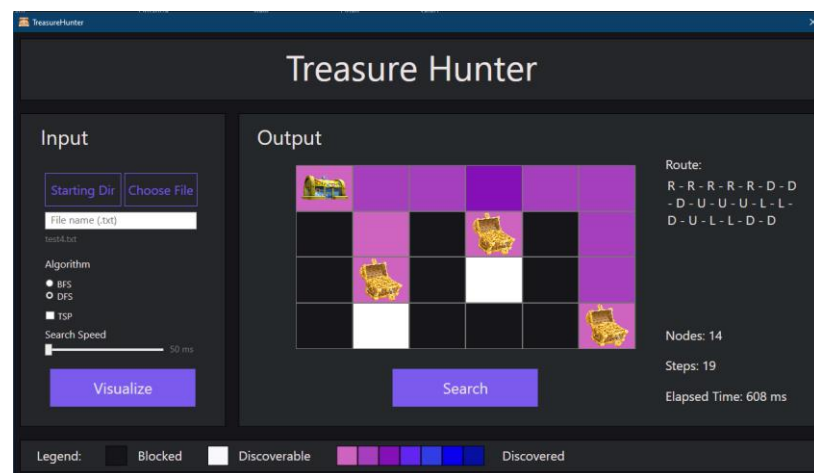 TreasureHunter
Treasure Hunter
Input
Starting Dir
Choose File
File name (.txt)
test4.txt
Algorithm
BFS
DFS
TSP
Search Speed
50 ms
Visualize
Output
Search
Route:
R - R - R - R - R - D - D
- D - U - U - U - L - L -
D - U - L - L - D - D
Nodes: 14
Steps: 19
Elapsed Time: 608 ms
Legend:
Blocked
Discoverable
Discovered